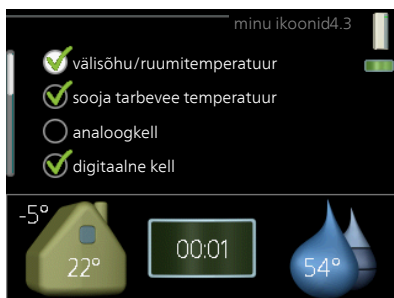 minu ikoonid4.3
välisõhu/ruumitemperatuur
sooja tarbevee temperatuur
analoogkell
digitaalne kell
-5°
22°
00:01
54°